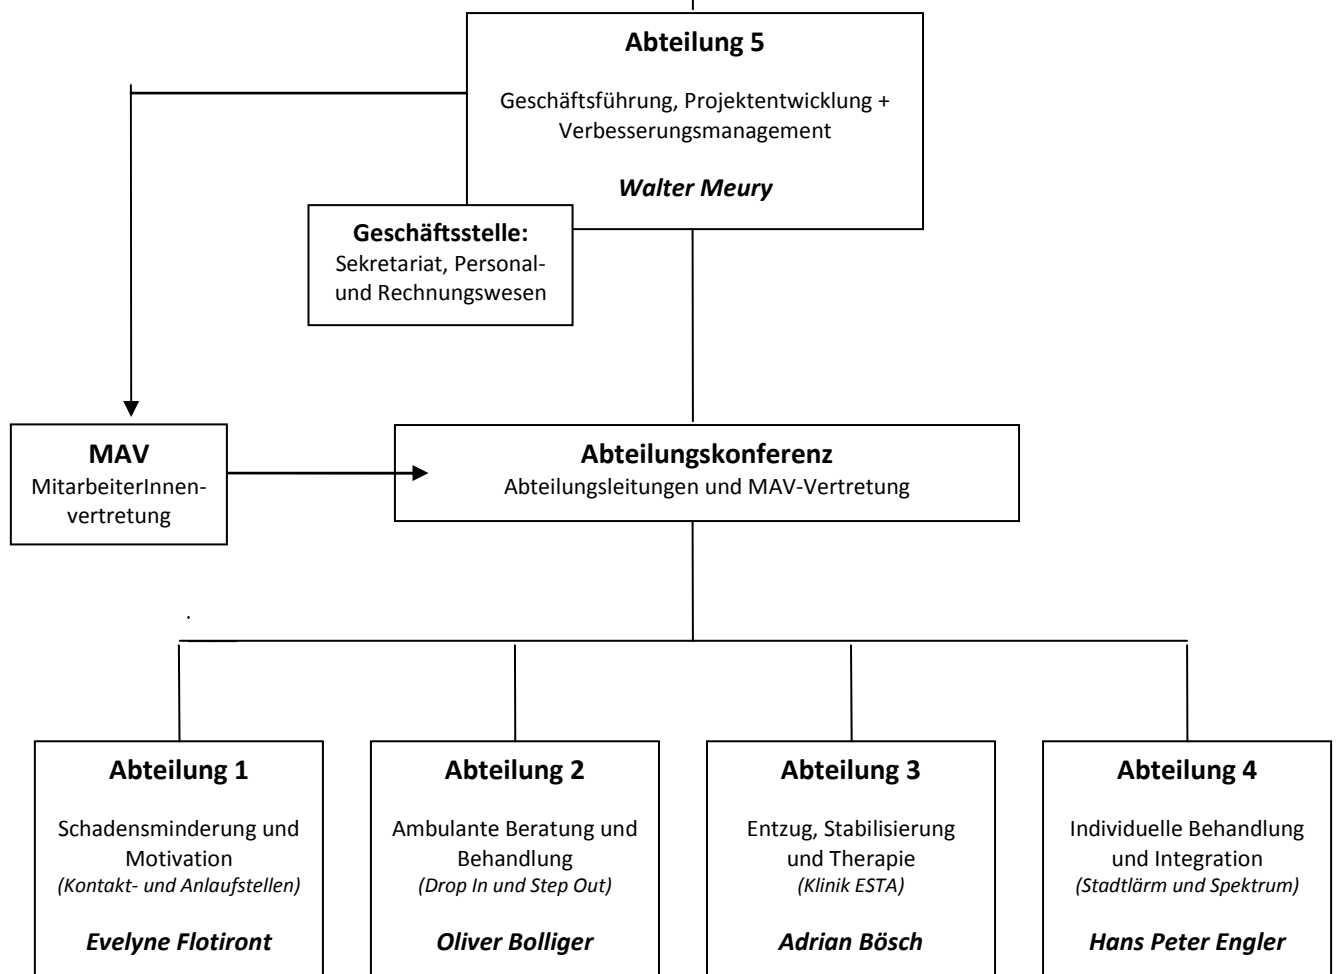 Abteilung 5
Geschäftsführung, Projektentwicklung +
Verbesserungsmanagement
Walter Meury
Geschäftsstelle:
Sekretariat, Personal-
und Rechnungswesen
MAV
MitarbeiterInnen-
vertretung
Abteilungskonferenz
Abteilungsleitungen und MAV-Vertretung
Abteilung 1
Schadensminderung und
Motivation
(Kontakt- und Anlaufstellen)
Evelyne Flotiront
Abteilung 2
Ambulante Beratung und
Behandlung
(Drop In und Step Out)
Oliver Bolliger
Abteilung 3
Entzug, Stabilisierung
und Therapie
(Klinik ESTA)
Adrian Bösch
Abteilung 4
Individuelle Behandlung
und Integration
(Stadtlärm und Spektrum)
Hans Peter Engler